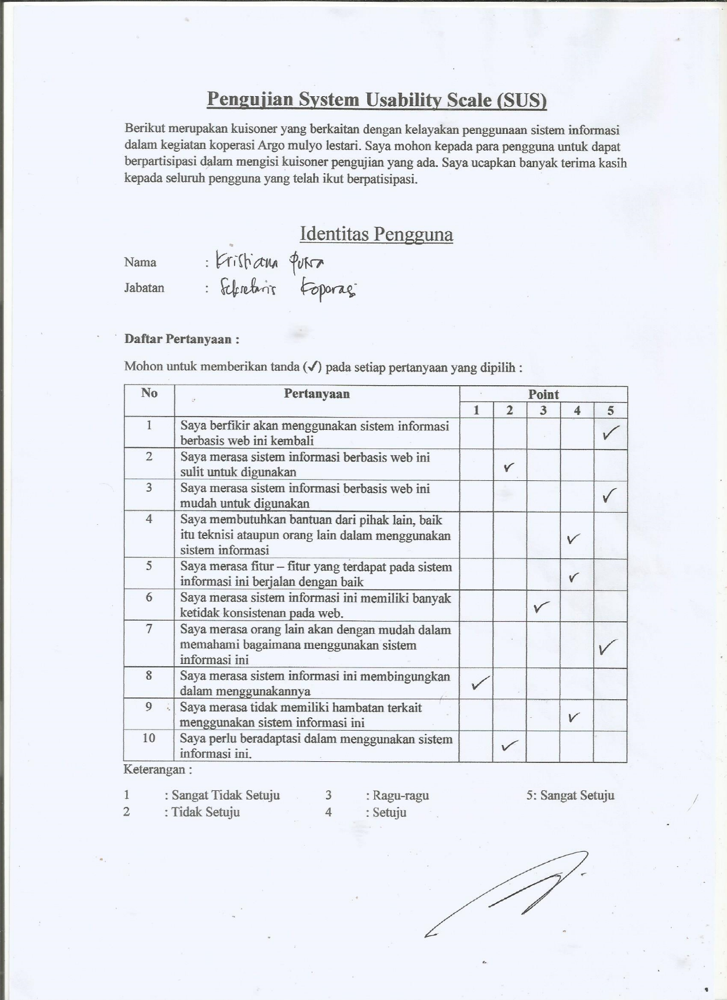 Pengujian System Usability Scale (SUS)
Berikut merupakan kuisoner yang berkaitan dengan kelayakan penggunaan sistem informasi
dalam kegiatan koperasi Argo mulyo lestari. Saya mohon kepada para pengguna untuk dapat
berpartisipasi dalam mengisi kuisoner pengujian yang ada. Saya ucapkan banyak terima kasih
kepada seluruh pengguna yang telah ikut berpatisipasi.
Identitas Pengguna
Nama : Kristiana Putra
Jabatan : Sekretaris Koporasi
Daftar Pertanyaan :
Mohon untuk memberikan tanda (✓) pada setiap pertanyaan yang dipilih :
No Pertanyaan Point
1 2 3 4 5
1 Saya berfikir akan menggunakan sistem informasi
berbasis web ini kembali ✓
2 Saya merasa sistem informasi berbasis web ini
sulit untuk digunakan ✓
3 Saya merasa sistem informasi berbasis web ini
mudah untuk digunakan ✓
4 Saya membutuhkan bantuan dari pihak lain, baik
itu teknisi ataupun orang lain dalam menggunakan ✓
sistem informasi
5 Saya merasa fitur – fitur yang terdapat pada sistem
informasi ini berjalan dengan baik ✓
6 Saya merasa sistem informasi ini memiliki banyak
ketidak konsistenan pada web. ✓
7 Saya merasa orang lain akan dengan mudah dalam
memahami bagaimana menggunakan sistem ✓
informasi ini
8 Saya merasa sistem informasi ini membingungkan
dalam menggunakannya ✓
9 Saya merasa tidak memiliki hambatan terkait
menggunakan sistem informasi ini ✓
10 Saya perlu beradaptasi dalam menggunakan sistem
informasi ini. ✓
Keterangan :
1 : Sangat Tidak Setuju 3 : Ragu-ragu 5: Sangat Setuju
2 : Tidak Setuju 4 : Setuju